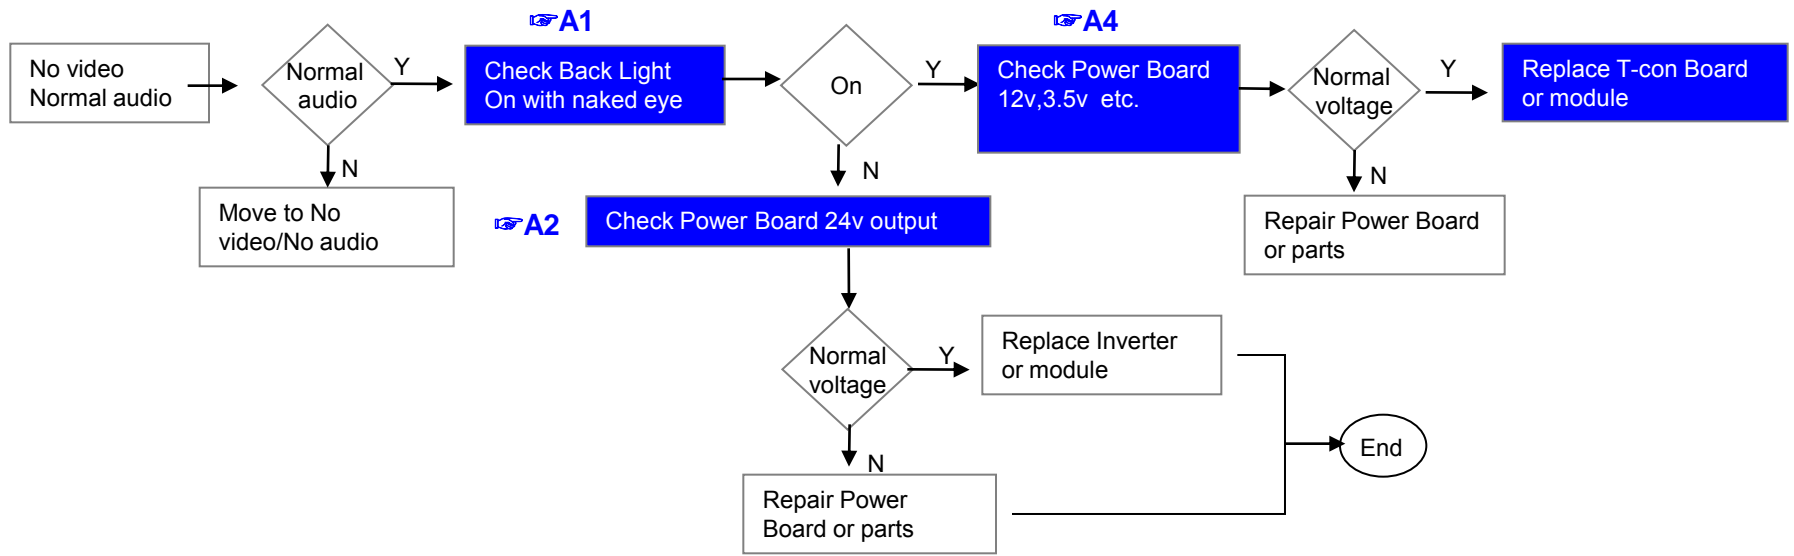 ☞A1
☞A4
No video
Normal audio
Normal
audio
Y
Check Back Light
On with naked eye
On
Y
Check Power Board
12v,3.5v etc.
Normal
voltage
Y
Replace T-con Board
or module
N
Move to No
video/No audio
N
☞A2
Check Power Board 24v output
N
Repair Power Board
or parts
Normal
voltage
Y
Replace Inverter
or module
N
Repair Power
Board or parts
End